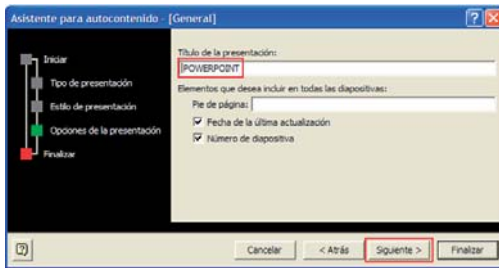 Asistente para autocontenido - [General]
Iniciar
Tipo de presentación
Estilo de presentación
Opciones de la presentación
Finalizar
Título de la presentación:
POWERPOINT
Elementos que desea incluir en todas las diapositivas:
Pie de página:
Fecha de la última actualización
Número de diapositiva
Cancelar
< Atrás
Siguiente >
Finalizar